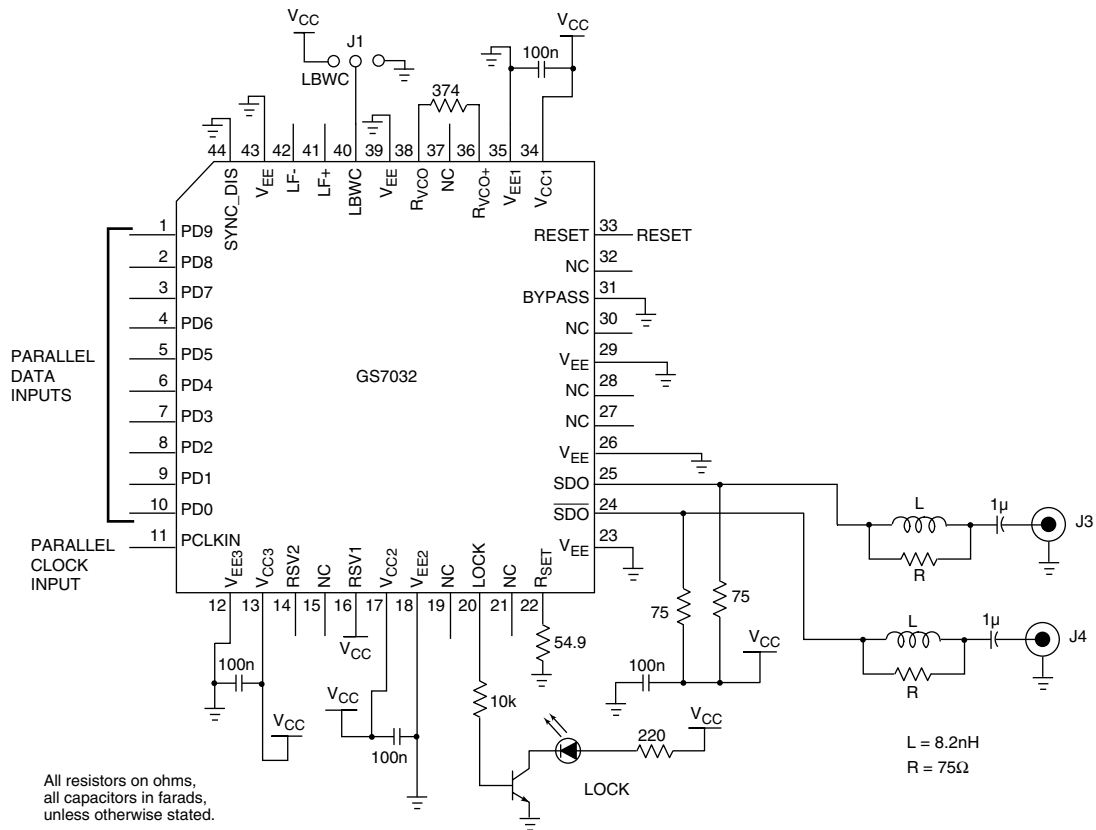 VCC
J1
LBWC
VCC
100n
374
44
43
42
41
40
39
38
37
36
35
34
SYNC_DIS
VEE
LF-
LF+
LBWC
VEE
RVCO
NC
RVCO+
VEE1
VCC1
PARALLEL
DATA
INPUTS
1 PD9
2 PD8
3 PD7
4 PD6
5 PD5
6 PD4
7 PD3
8 PD2
9 PD1
10 PD0
PARALLEL
CLOCK
INPUT
11 PCLKIN
GS7032
RESET 33 RESET
NC 32
BYPASS 31
NC 30
VEE 29
NC 28
NC 27
VEE 26
SDO 25
SDO 24
VEE 23
VEE3
VCC3
RSV2
NC
RSV1
VCC2
VEE2
NC
LOCK
NC
RSET
12
13
14
15
16
17
18
19
20
21
22
L
1µ
J3
R
75
75
L
1µ
J4
R
VCC
54.9
100n
VCC
100n
VCC
VCC
100n
10k
VCC
220
LOCK
L = 8.2nH
R = 75Ω
All resistors on ohms,
all capacitors in farads,
unless otherwise stated.